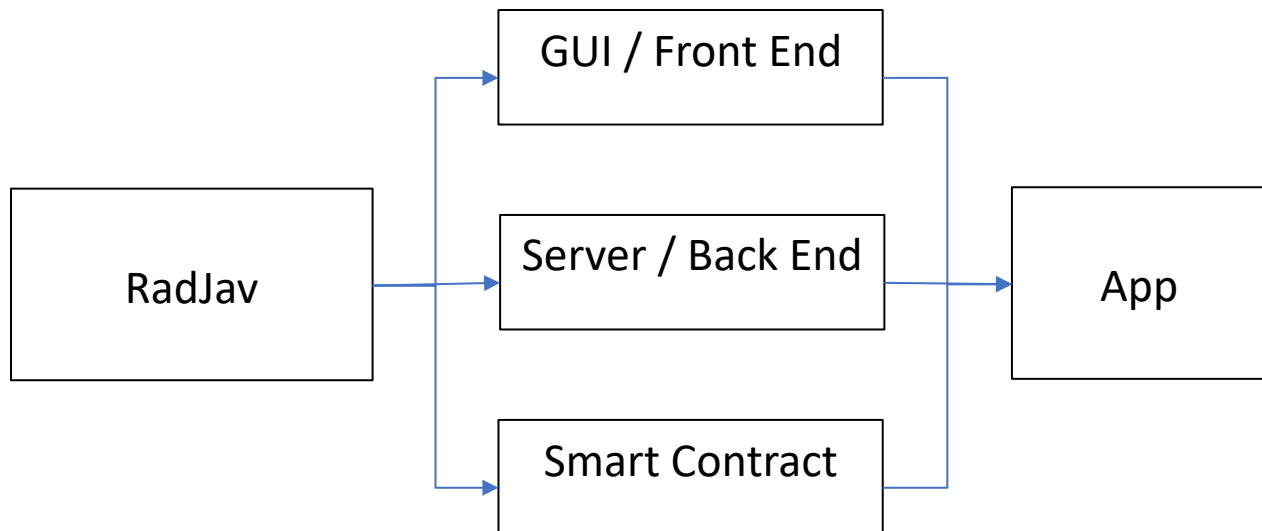 GUI / Front End
RadJav
Server / Back End
App
Smart Contract